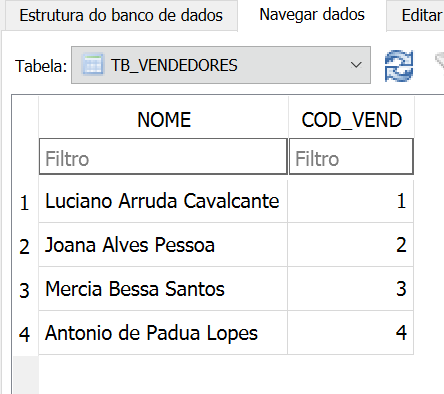 Estrutura do banco de dados Navegar dados Editar
Tabela: TB_VENDEDORES
NOME COD_VEND
Filtro Filtro
1 Luciano Arruda Cavalcante 1
2 Joana Alves Pessoa 2
3 Mercia Bessa Santos 3
4 Antonio de Padua Lopes 4